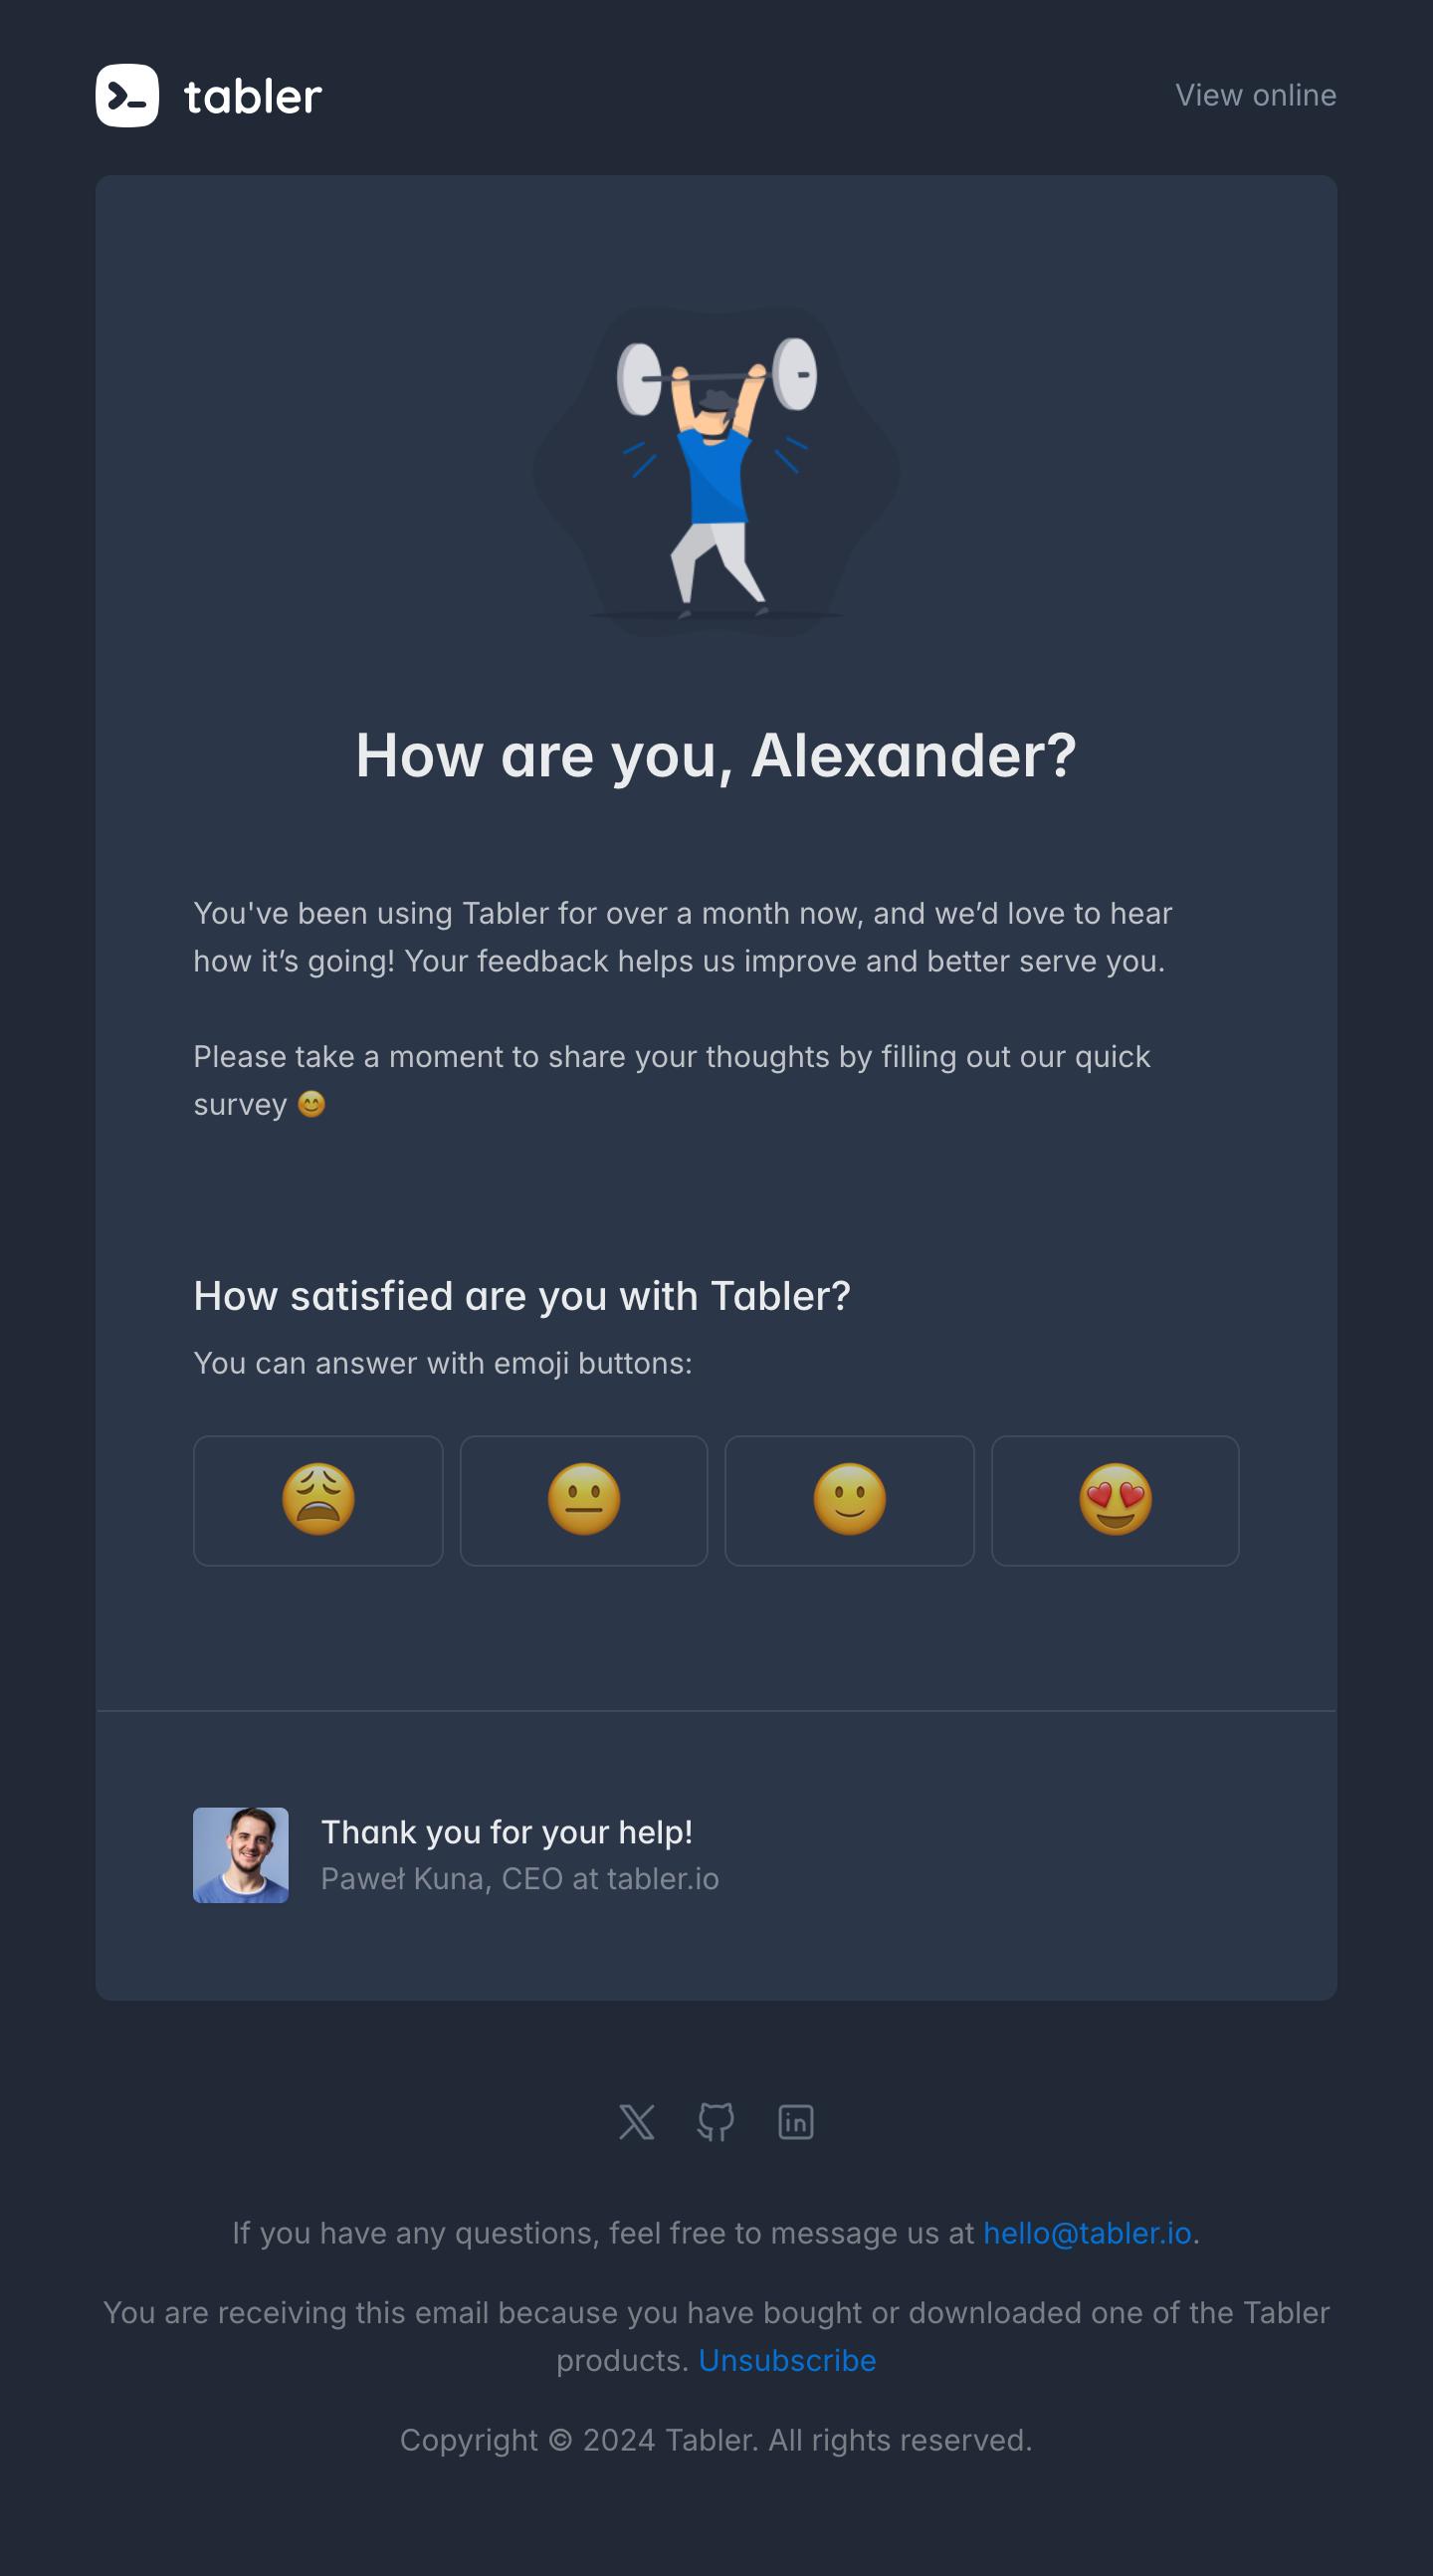 tabler
View online
How are you, Alexander?
You've been using Tabler for over a month now, and we’d love to hear
how it’s going! Your feedback helps us improve and better serve you.
Please take a moment to share your thoughts by filling out our quick
survey 😊
How satisfied are you with Tabler?
You can answer with emoji buttons:
😩 😐 🙂 😍
Thank you for your help!
Paweł Kuna, CEO at tabler.io
If you have any questions, feel free to message us at hello@tabler.io.
You are receiving this email because you have bought or downloaded one of the Tabler
products. Unsubscribe
Copyright © 2024 Tabler. All rights reserved.